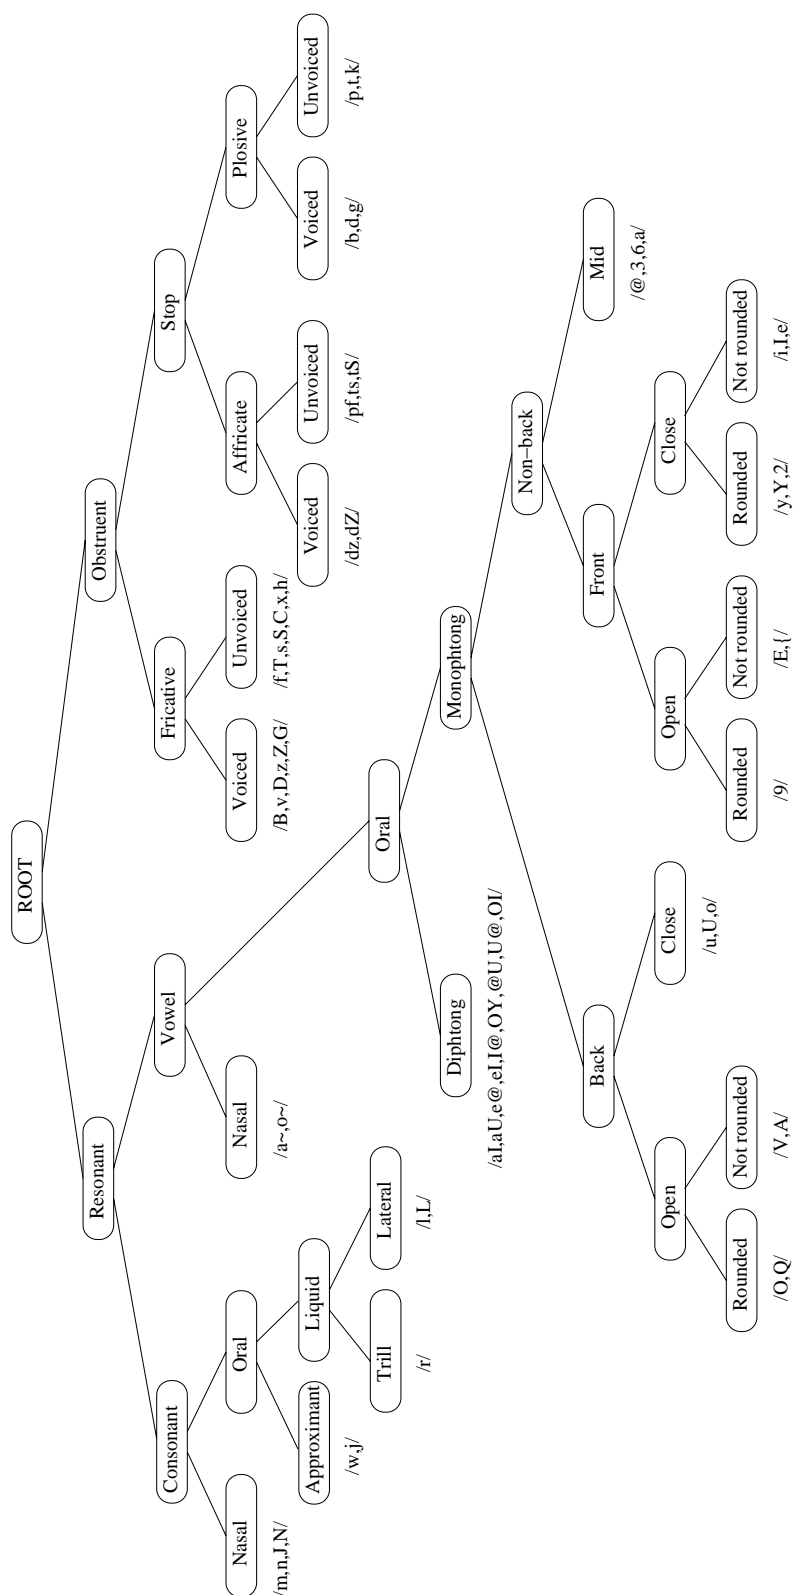 ROOT
Resonant
Obstruent
Consonant
Vowel
Fricative
Stop
Nasal
/m,n,J,N/
Oral
Nasal
/a~,o~/
Voiced
/B,v,D,z,Z,G/
Unvoiced
/f,T,s,S,C,x,h/
Affricate
Plosive
Approximant
/w,j/
Liquid
Voiced
/dz,dZ/
Unvoiced
/pf,ts,tS/
Voiced
/b,d,g/
Unvoiced
/p,t,k/
Trill
/r/
Lateral
/l,L/
Oral
Diphtong
/aI,aU,e@,eI,I@,OY,@U,U@,OI/
Monophtong
Non−back
Back
Front
Mid
/@,3,6,a/
Open
Close
/u,U,o/
Open
Close
Rounded
/O,Q/
Not rounded
/V,A/
Rounded
/9/
Not rounded
/E,{/
Rounded
/y,Y,2/
Not rounded
/i,I,e/